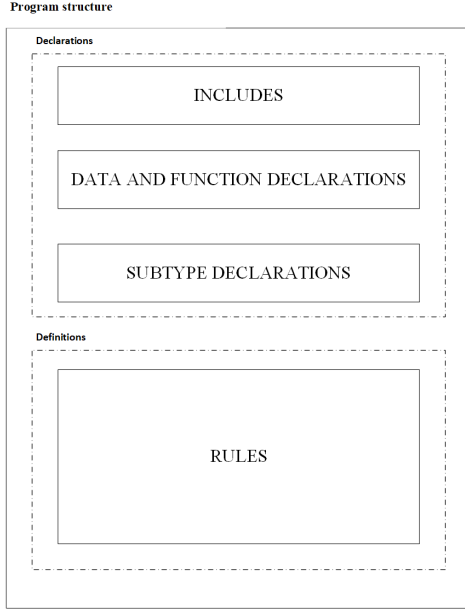 Program structure
Declarations
INCLUDES
DATA AND FUNCTION DECLARATIONS
SUBTYPE DECLARATIONS
Definitions
RULES